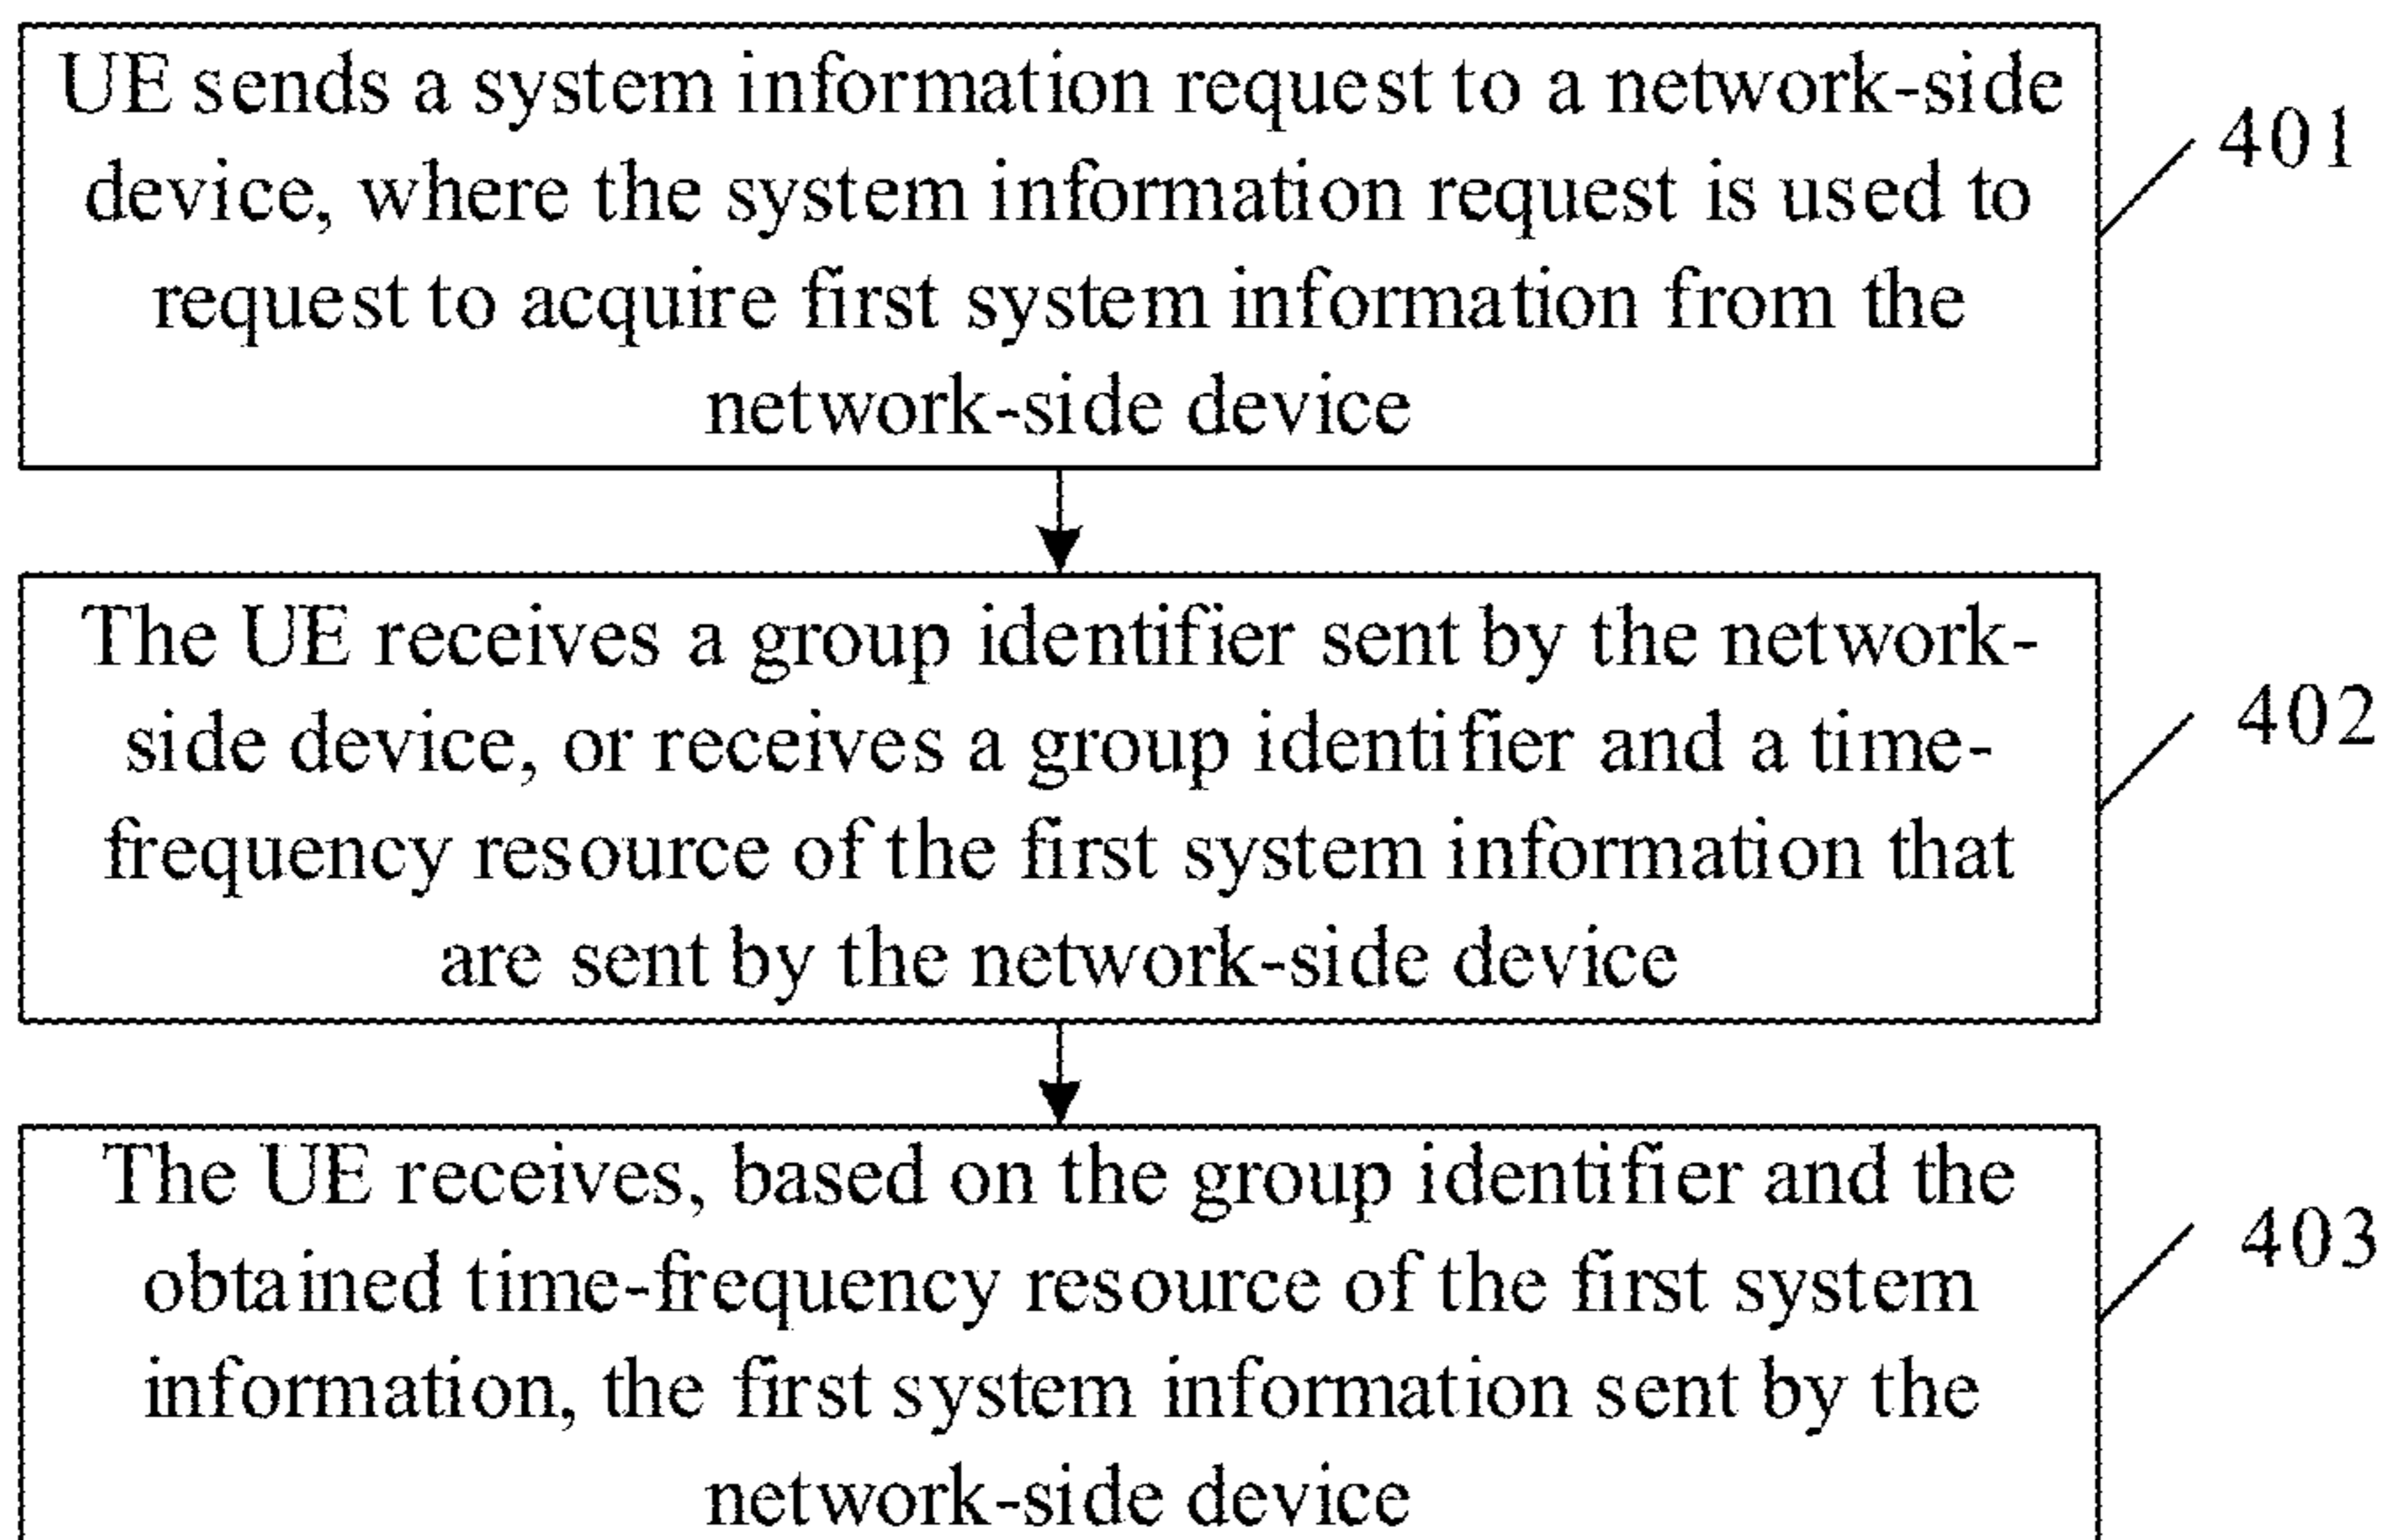 UE sends a system information request to a network-side
device, where the system information request is used to
request to acquire first system information from the
network-side device
401
The UE receives a group identifier sent by the network-
side device, or receives a group identifier and a time-
frequency resource of the first system information that
are sent by the network-side device
402
The UE receives, based on the group identifier and the
obtained time-frequency resource of the first system
information, the first system information sent by the
network-side device
403